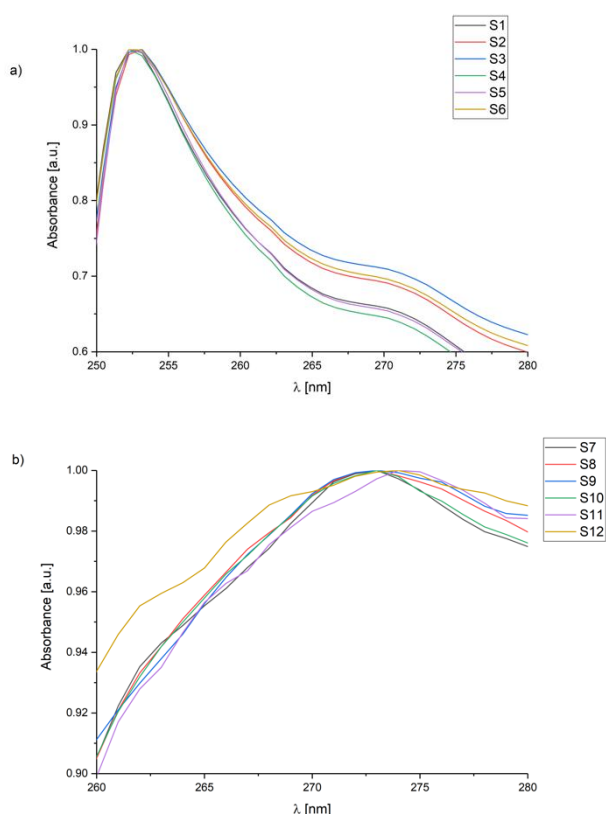 a)
S1
S2
S3
S4
S5
S6
1.0
0.9
0.8
0.7
0.6
Absorbance [a.u.]
250 255 260 265 270 275 280
λ [nm]
b)
S7
S8
S9
S10
S11
S12
1.00
0.98
0.96
0.94
0.92
0.90
Absorbance [a.u.]
260 265 270 275 280
λ [nm]